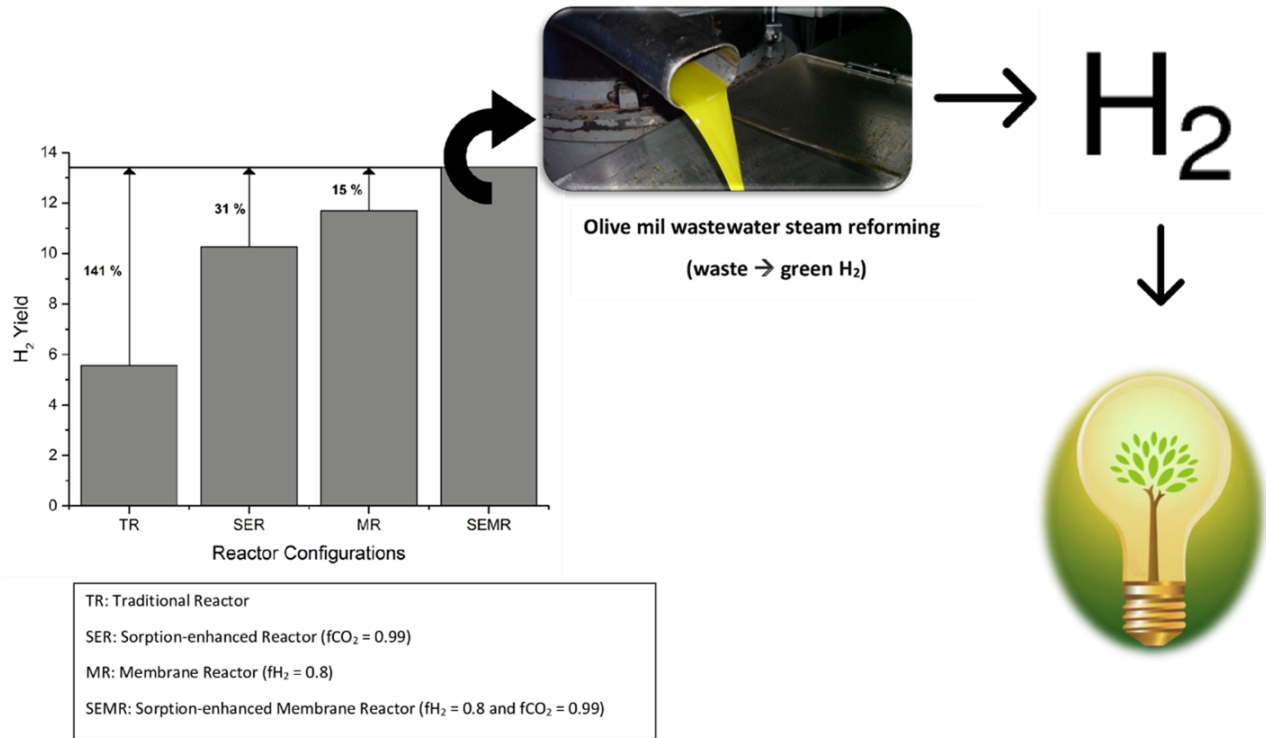 14
12
10
8
6
4
2
0
H₂ Yield
141 %
31 %
15 %
TR
SER
MR
SEMR
Reactor Configurations
Olive mil wastewater steam reforming
(waste → green H₂)
H₂
TR: Traditional Reactor
SER: Sorption-enhanced Reactor (fCO₂ = 0.99)
MR: Membrane Reactor (fH₂ = 0.8)
SEMR: Sorption-enhanced Membrane Reactor (fH₂ = 0.8 and fCO₂ = 0.99)